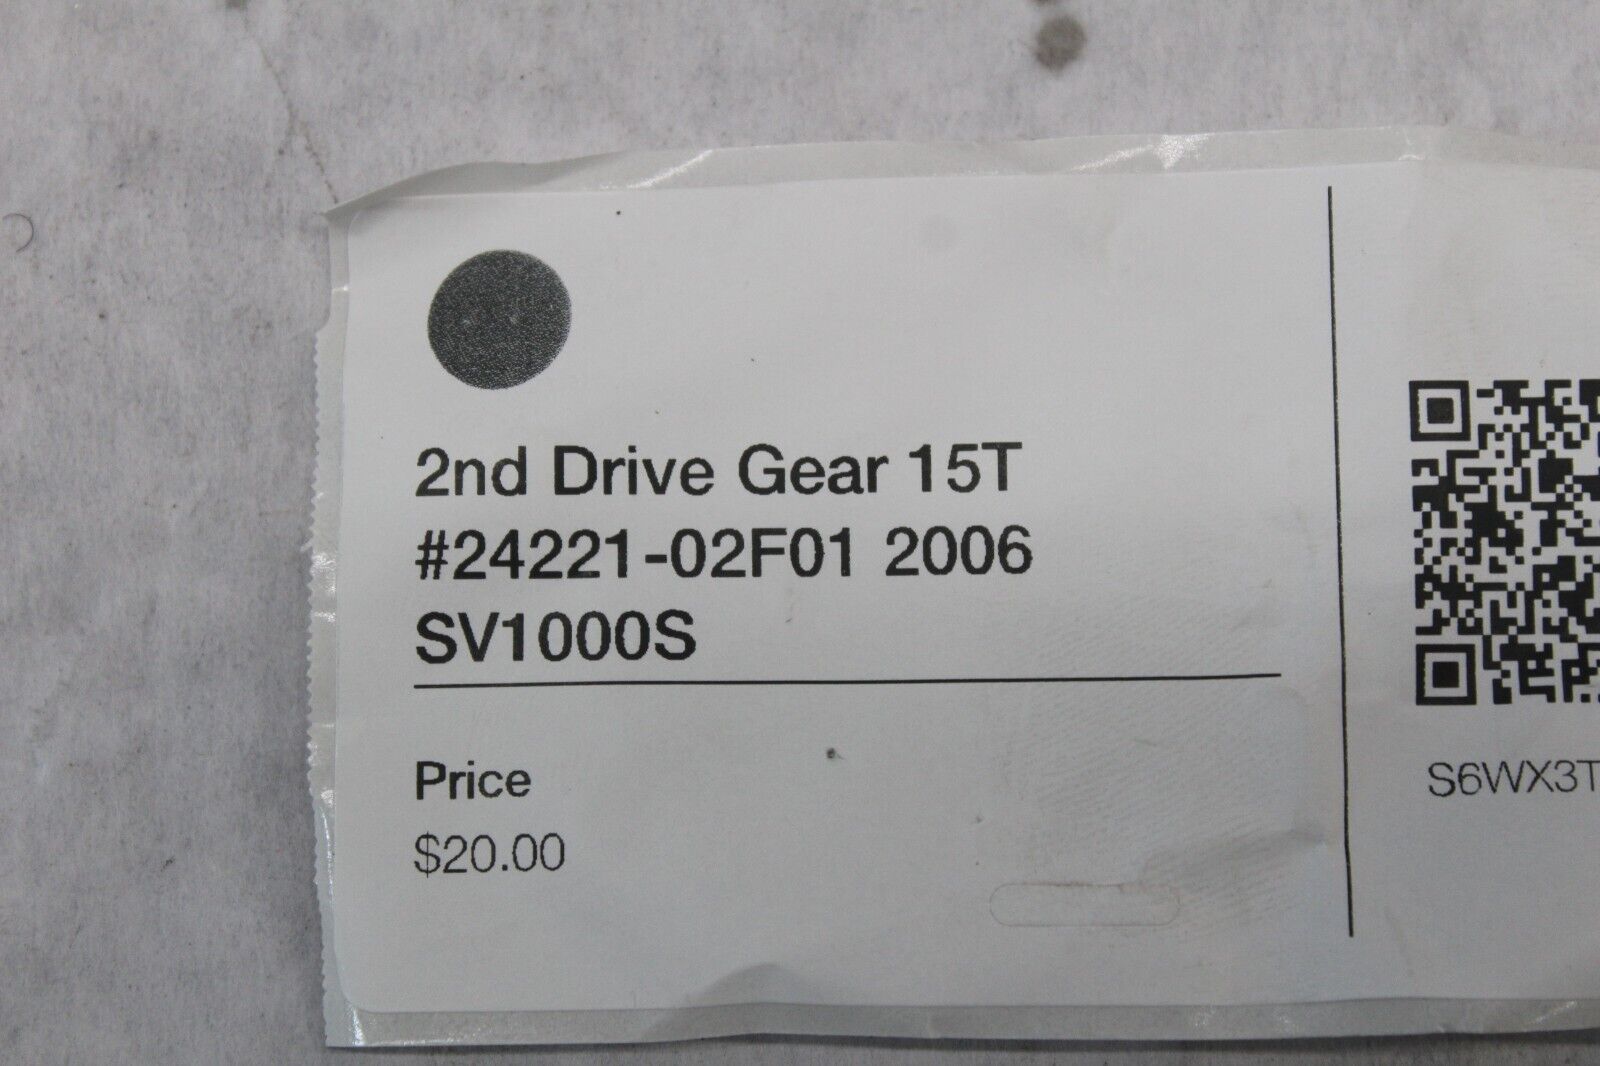 2nd Drive Gear 15T
#24221-02F01 2006
SV1000S
Price
$20.00
S6WX3T